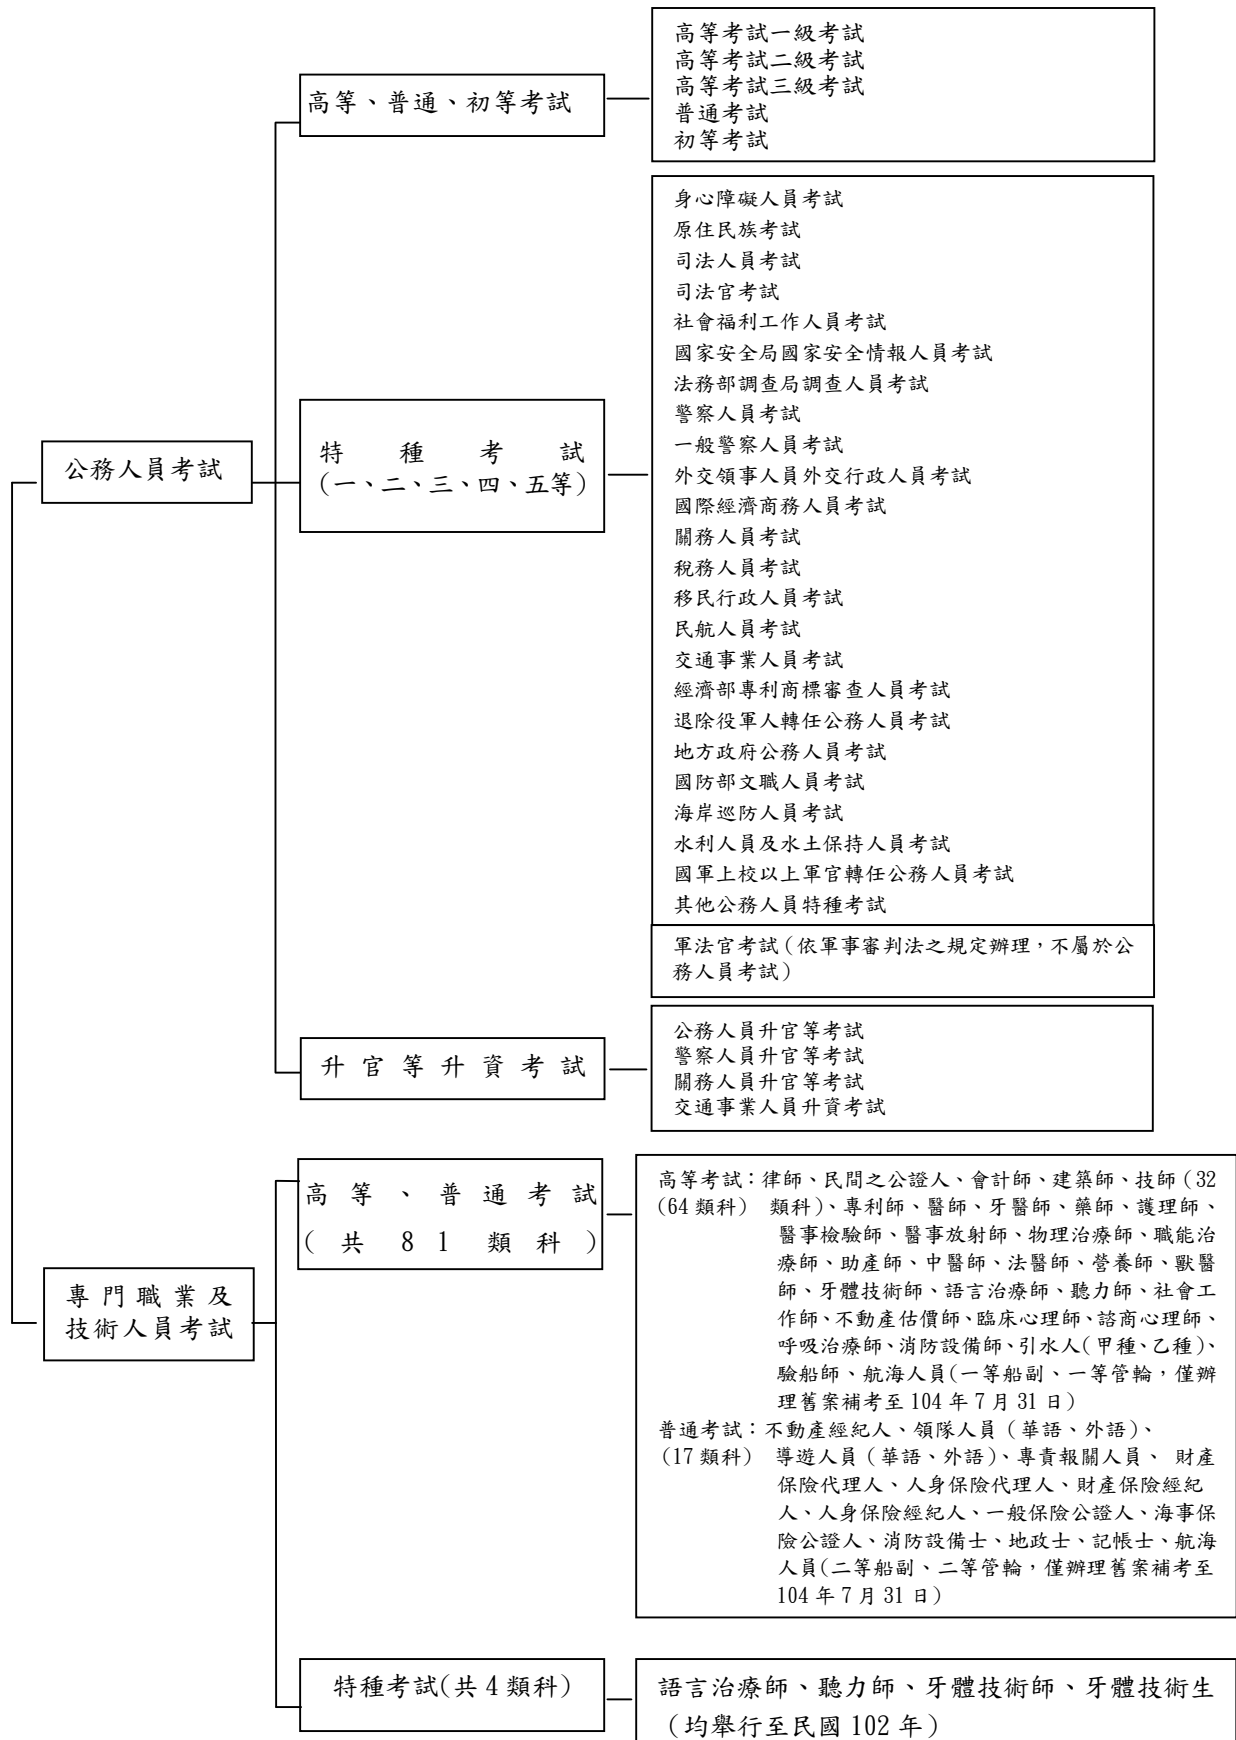 高等考試一級考試
高等考試二級考試
高等考試三級考試
普通考試
初等考試
高等、普通、初等考試
身心障礙人員考試
原住民族考試
司法人員考試
司法官考試
社會福利工作人員考試
國家安全局國家安全情報人員考試
法務部調查局調查人員考試
警察人員考試
一般警察人員考試
外交領事人員外交行政人員考試
國際經濟商務人員考試
關務人員考試
稅務人員考試
移民行政人員考試
民航人員考試
交通事業人員考試
經濟部專利商標審查人員考試
退除役軍人轉任公務人員考試
地方政府公務人員考試
國防部文職人員考試
海岸巡防人員考試
水利人員及水土保持人員考試
國軍上校以上軍官轉任公務人員考試
其他公務人員特種考試
軍法官考試(依軍事審判法之規定辦理,不屬於公
務人員考試)
特種考試
(一、二、三、四、五等)
公務人員考試
升官等升資考試
公務人員升官等考試
警察人員升官等考試
關務人員升官等考試
交通事業人員升資考試
高等、普通考試
(共81類科)
專門職業及
技術人員考試
高等考試:律師、民間之公證人、會計師、建築師、技師(32
(64類科) 類科)、專利師、醫師、牙醫師、藥師、護理師、
醫事檢驗師、醫事放射師、物理治療師、職能治
療師、助產師、中醫師、法醫師、營養師、獸醫
師、牙體技術師、語言治療師、聽力師、社會工
作師、不動產估價師、臨床心理師、諮商心理師、
呼吸治療師、消防設備師、引水人(甲種、乙種)、
驗船師、航海人員(一等船副、一等管輪,僅辦
理舊案補考至104年7月31日)
普通考試:不動產經紀人、領隊人員(華語、外語)、
(17類科) 導遊人員(華語、外語)、專責報關人員、 財產
保險代理人、人身保險代理人、財產保險經紀
人、人身保險經紀人、一般保險公證人、海事保
險公證人、消防設備士、地政士、記帳士、航海
人員(二等船副、二等管輪,僅辦理舊案補考至
104年7月31日)
特種考試(共4類科)
語言治療師、聽力師、牙體技術師、牙體技術生
(均舉行至民國102年)